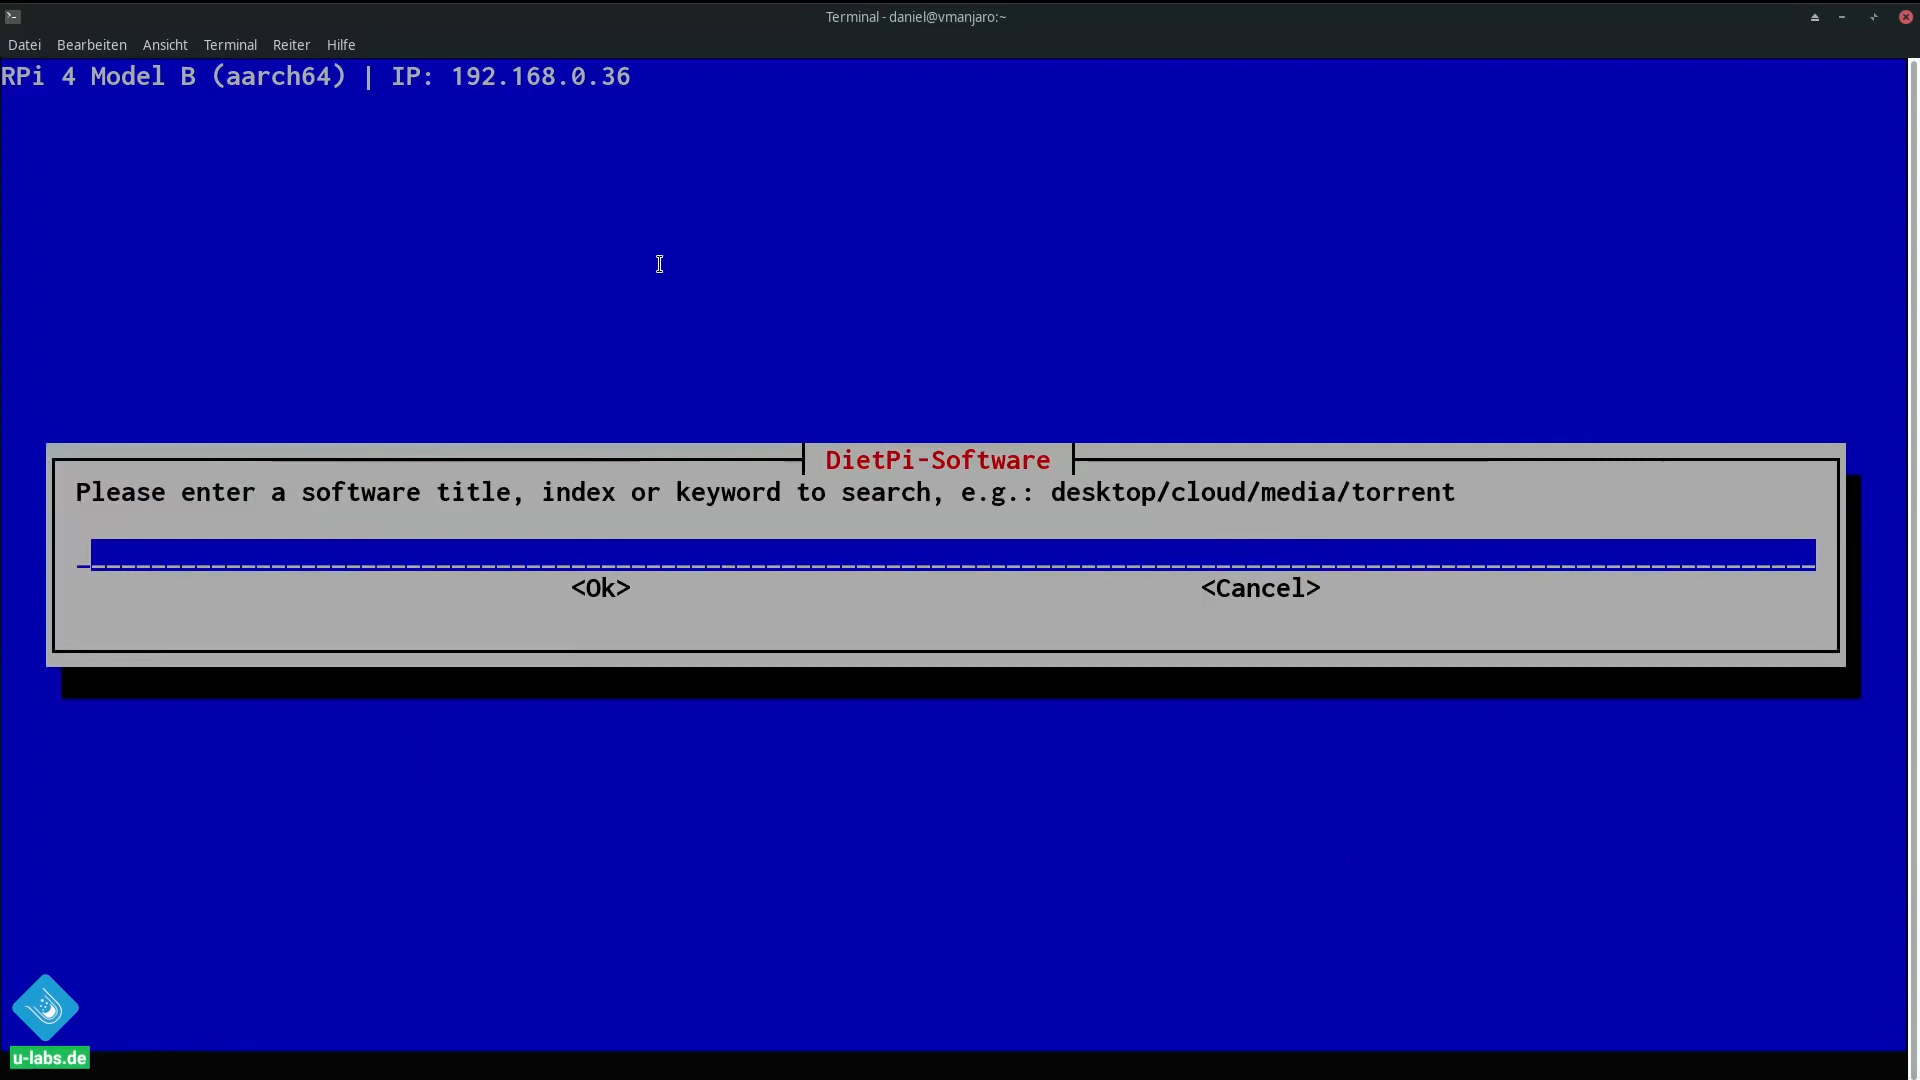 Terminal - daniel@vmanjaro:~
Datei Bearbeiten Ansicht Terminal Reiter Hilfe
RPi 4 Model B (aarch64) | IP: 192.168.0.36
DietPi-Software
Please enter a software title, index or keyword to search, e.g.: desktop/cloud/media/torrent
<Ok> <Cancel>
u-labs.de